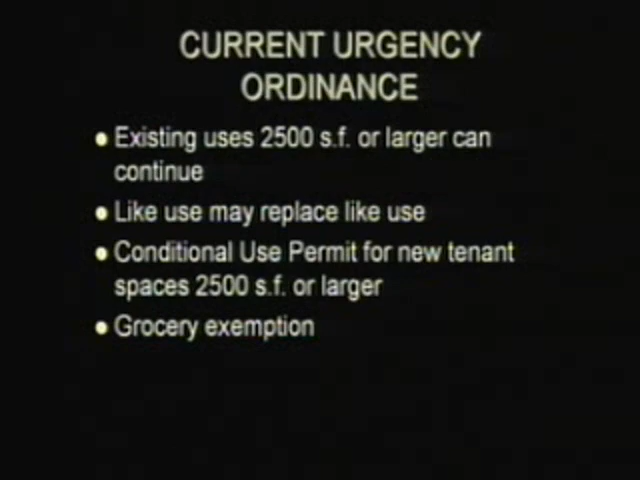 CURRENT URGENCY
ORDINANCE
● Existing uses 2500 s.f. or larger can
continue
● Like use may replace like use
● Conditional Use Permit for new tenant
spaces 2500 s.f. or larger
● Grocery exemption